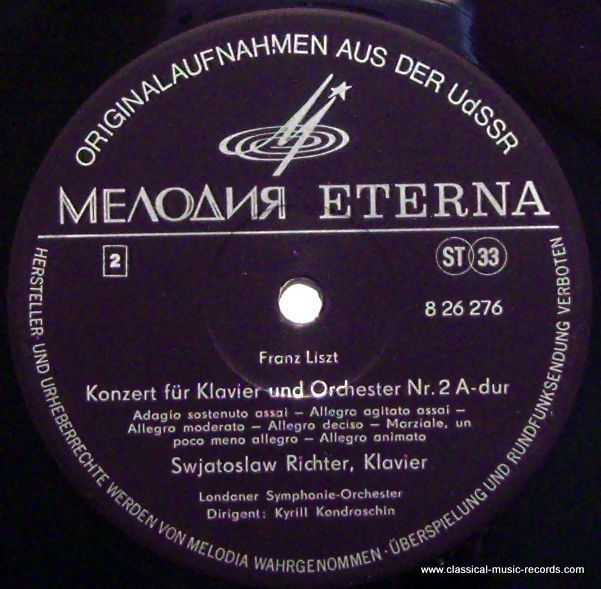 ORIGINALAUFNAHMEN AUS DER UdSSR
МЕЛОДИЯ ETERNA
2
ST 33
8 26 276
Franz Liszt
Konzert für Klavier und Orchester Nr. 2 A-dur
Adagio sostenuto assai – Allegro agitato assai –
Allegro moderato – Allegro deciso – Marziale, un
poco meno allegro – Allegro animato
Swjatoslaw Richter, Klavier
Londoner Symphonie-Orchester
Dirigent: Kyrill Kondraschin
HERSTELLER- UND URHEBERRECHTE WERDEN VON MELODIA WAHRGENOMMEN · ÜBERSPIELUNG UND RUNDFUNKSENDUNG VERBOTEN
www.classical-music-records.com